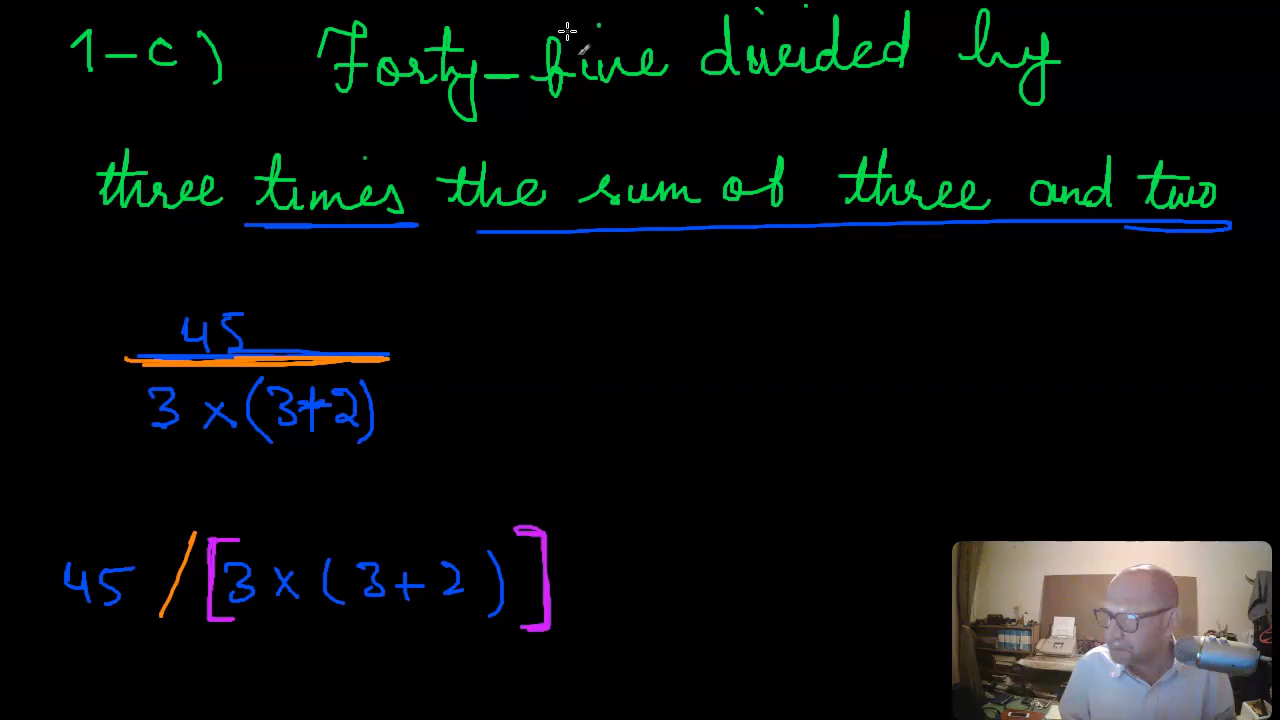 1-c) Forty-five divided by
three times the sum of three and two
45
3 x (3+2)
45 / [3 x (3+2)]